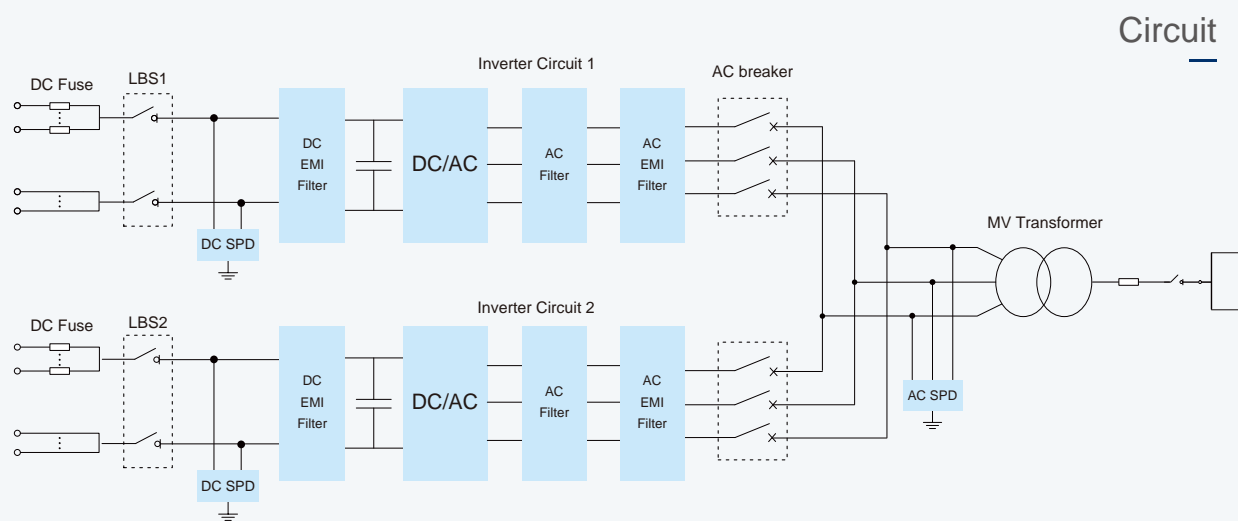 Circuit
Inverter Circuit 1
DC Fuse
LBS1
AC breaker
DC
EMI
Filter
DC/AC
AC
Filter
AC
EMI
Filter
DC SPD
MV Transformer
Inverter Circuit 2
DC Fuse
LBS2
DC
EMI
Filter
DC/AC
AC
Filter
AC
EMI
Filter
AC SPD
DC SPD